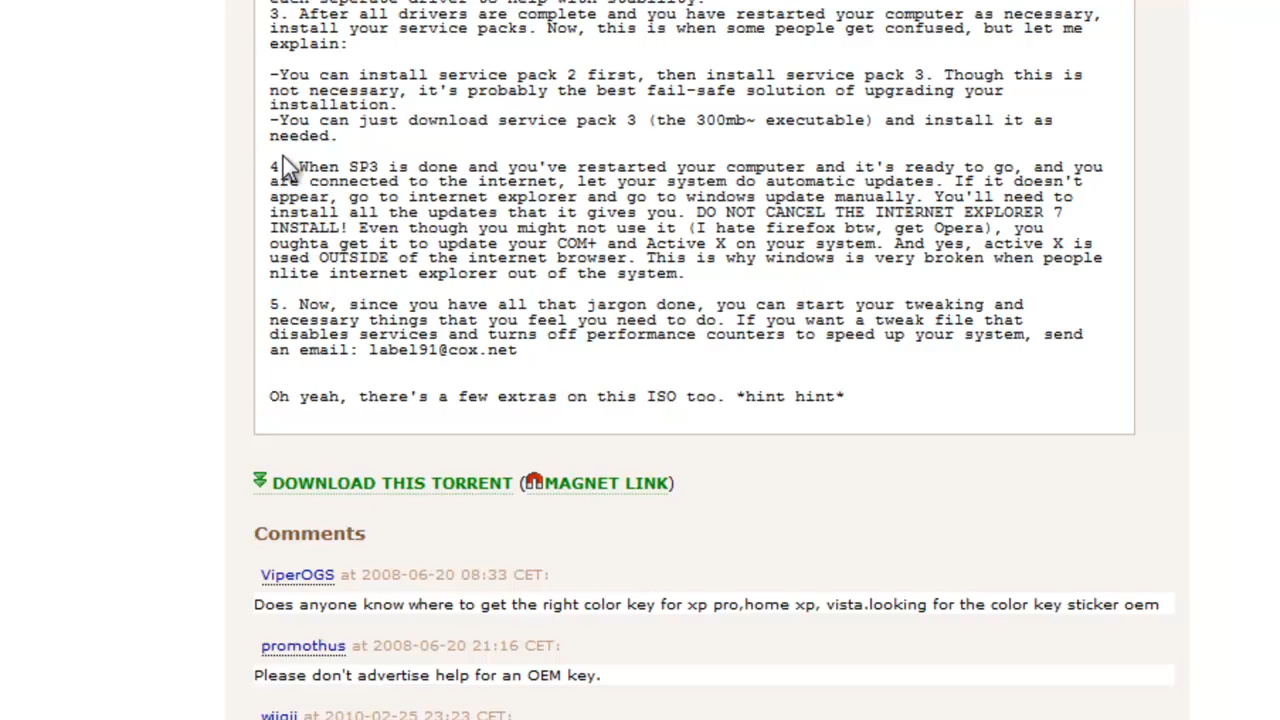 3. After all drivers are complete and you have restarted your computer as necessary,
install your service packs. Now, this is when some people get confused, but let me
explain:
-You can install service pack 2 first, then install service pack 3. Though this is
not necessary, it's probably the best fail-safe solution of upgrading your
installation.
-You can just download service pack 3 (the 300mb~ executable) and install it as
needed.
4. When SP3 is done and you've restarted your computer and it's ready to go, and you
are connected to the internet, let your system do automatic updates. If it doesn't
appear, go to internet explorer and go to windows update manually. You'll need to
install all the updates that it gives you. DO NOT CANCEL THE INTERNET EXPLORER 7
INSTALL! Even though you might not use it (I hate firefox btw, get Opera), you
oughta get it to update your COM+ and Active X on your system. And yes, active X is
used OUTSIDE of the internet browser. This is why windows is very broken when people
nlite internet explorer out of the system.
5. Now, since you have all that jargon done, you can start your tweaking and
necessary things that you feel you need to do. If you want a tweak file that
disables services and turns off performance counters to speed up your system, send
an email: label91@cox.net
Oh yeah, there's a few extras on this ISO too. *hint hint*
DOWNLOAD THIS TORRENT (MAGNET LINK)
Comments
ViperOGS at 2008-06-20 08:33 CET:
Does anyone know where to get the right color key for xp pro,home xp, vista.looking for the color key sticker oem
promothus at 2008-06-20 21:16 CET:
Please don't advertise help for an OEM key.
at 2010-02-25 23:23 CET: